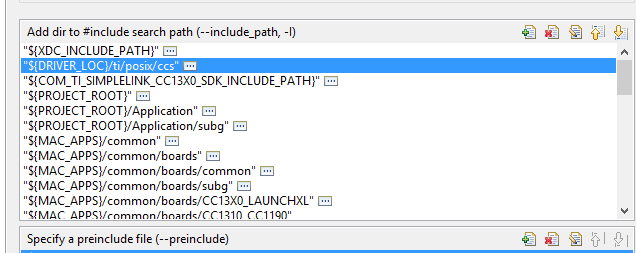 Add dir to #include search path (--include_path, -I)
"${XDC_INCLUDE_PATH}"
"${DRIVER_LOC}/ti/posix/ccs"
"${COM_TI_SIMPLELINK_CC13X0_SDK_INCLUDE_PATH}"
"${PROJECT_ROOT}"
"${PROJECT_ROOT}/Application"
"${PROJECT_ROOT}/Application/subg"
"${MAC_APPS}/common"
"${MAC_APPS}/common/boards"
"${MAC_APPS}/common/boards/common"
"${MAC_APPS}/common/boards/subg"
"${MAC_APPS}/common/boards/CC13X0_LAUNCHXL"
"${MAC_APPS}/common/boards/CC1310_CC1190"
Specify a preinclude file (--preinclude)